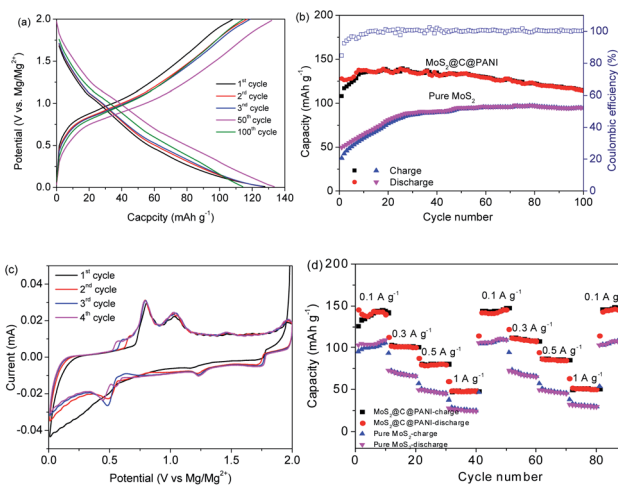 (a)
Potential (V vs. Mg/Mg²⁺)
2.0
1.5
1.0
0.5
0.0
1ˢᵗ cycle
2ʳᵈ cycle
3ʳᵈ cycle
50ᵗʰ cycle
100ᵗʰ cycle
0 20 40 60 80 100 120 140
Cacpcity (mAh g⁻¹)
(b)
Capacity (mAh g⁻¹)
200
150
100
50
0
MoS₂@C@PANI
Pure MoS₂
Charge
Discharge
100
80
60
40
20
0
Coulombic efficiency (%)
0 20 40 60 80 100
Cycle number
(c)
Current (mA)
0.04
0.02
0.00
-0.02
-0.04
1ˢᵗ cycle
2ⁿᵈ cycle
3ʳᵈ cycle
4ᵗʰ cycle
0.0 0.5 1.0 1.5 2.0
Potential (V vs Mg/Mg²⁺)
(d)
Capacity (mAh g⁻¹)
200
150
100
50
0
0.1 A g⁻¹
0.3 A g⁻¹
0.5 A g⁻¹
1 A g⁻¹
0.1 A g⁻¹
0.3 A g⁻¹
0.5 A g⁻¹
1 A g⁻¹
0.1 A g⁻¹
MoS₂@C@PANI-charge
MoS₂@C@PANI-discharge
Pure MoS₂-charge
Pure MoS₂-discharge
0 20 40 60 80
Cycle number